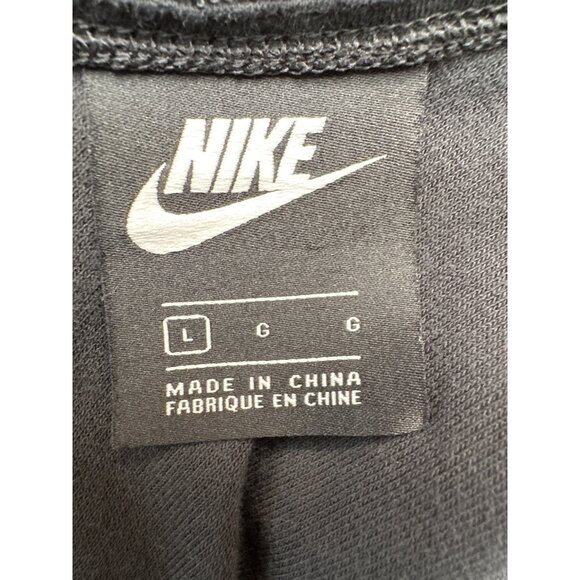 NIKE
L G G
MADE IN CHINA
FABRIQUE EN CHINE